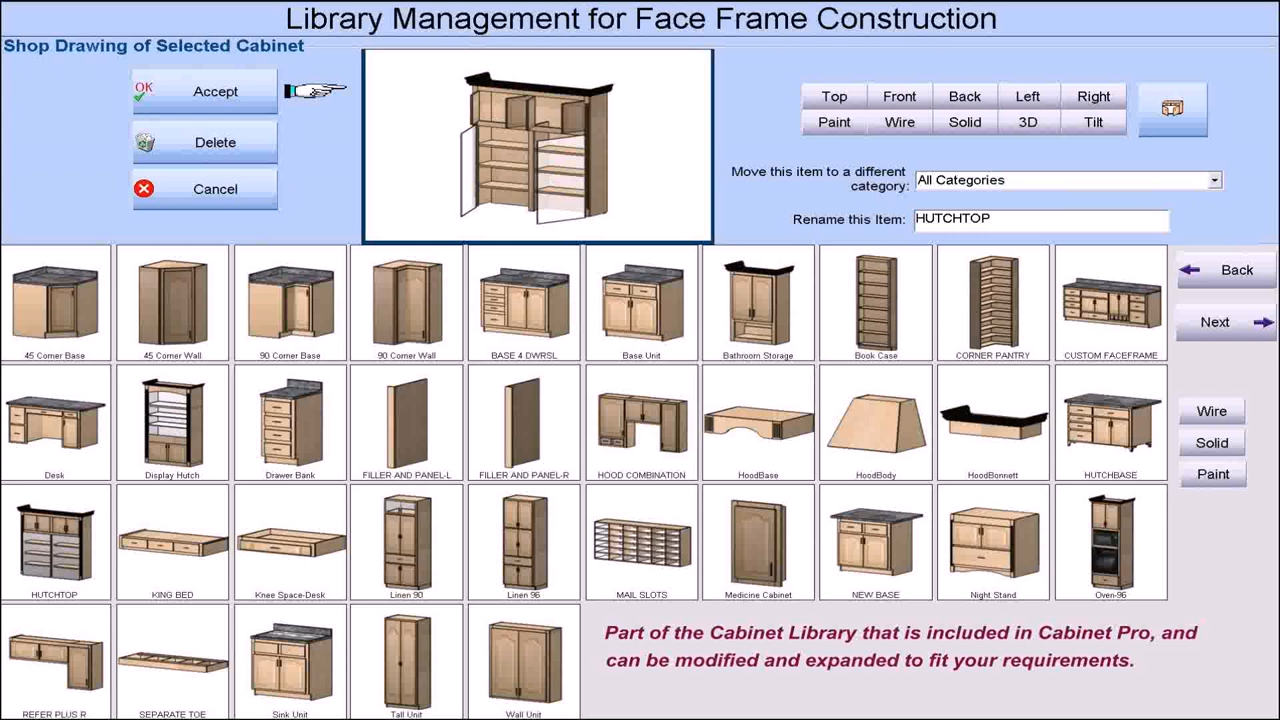 Library Management for Face Frame Construction
Shop Drawing of Selected Cabinet
OK
Accept
Delete
Cancel
Top Front Back Left Right
Paint Wire Solid 3D Tilt
Move this item to a different
category:
All Categories
Rename this Item:
HUTCHTOP
45 Corner Base 45 Corner Wall 90 Corner Base 90 Corner Wall BASE 4 DWRSL Base Unit Bathroom Storage Book Case CORNER PANTRY CUSTOM FACEFRAME
Back
Next
Desk Display Hutch Drawer Bank FILLER AND PANEL-L FILLER AND PANEL-R HOOD COMBINATION HoodBase HoodBody HoodBonnett HUTCHBASE
Wire
Solid
Paint
HUTCHTOP KING BED Knee Space-Desk Linen 90 Linen 96 MAIL SLOTS Medicine Cabinet NEW BASE Night Stand Oven-96
REFER PLUS R SEPARATE TOE Sink Unit Tall Unit Wall Unit
Part of the Cabinet Library that is included in Cabinet Pro, and
can be modified and expanded to fit your requirements.